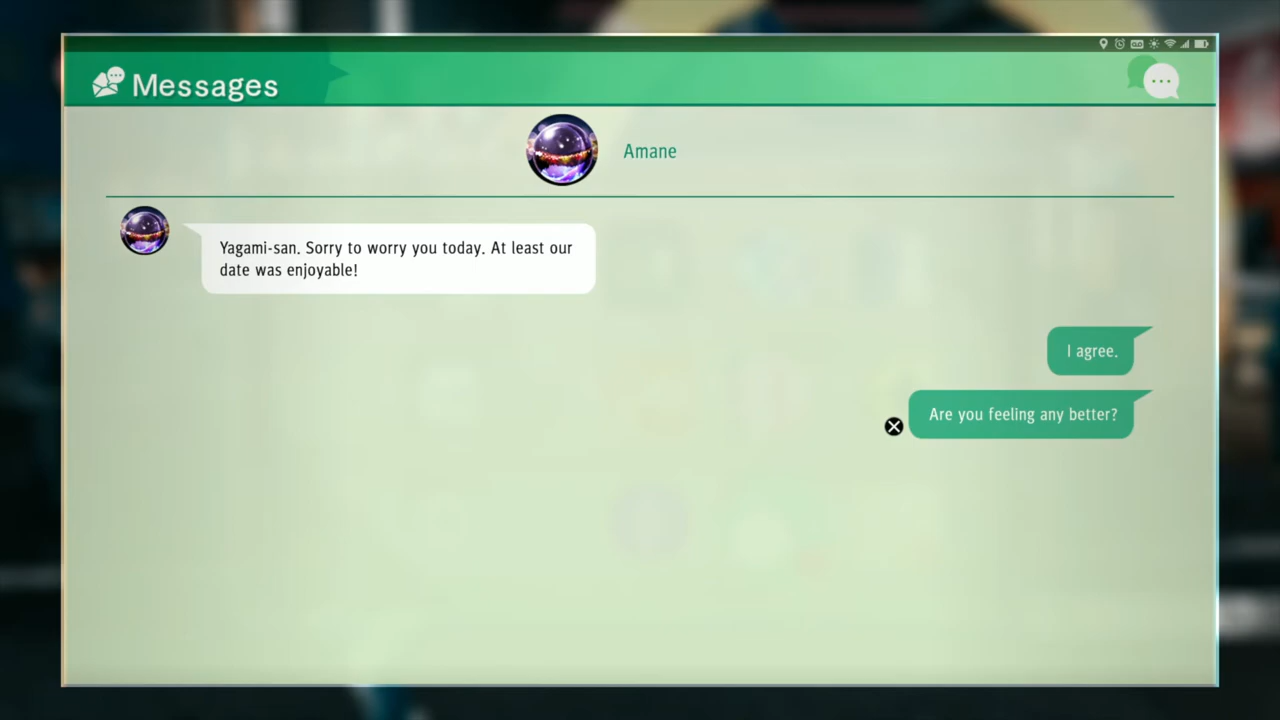 Messages
Amane
Yagami-san. Sorry to worry you today. At least our
date was enjoyable!
I agree.
Are you feeling any better?